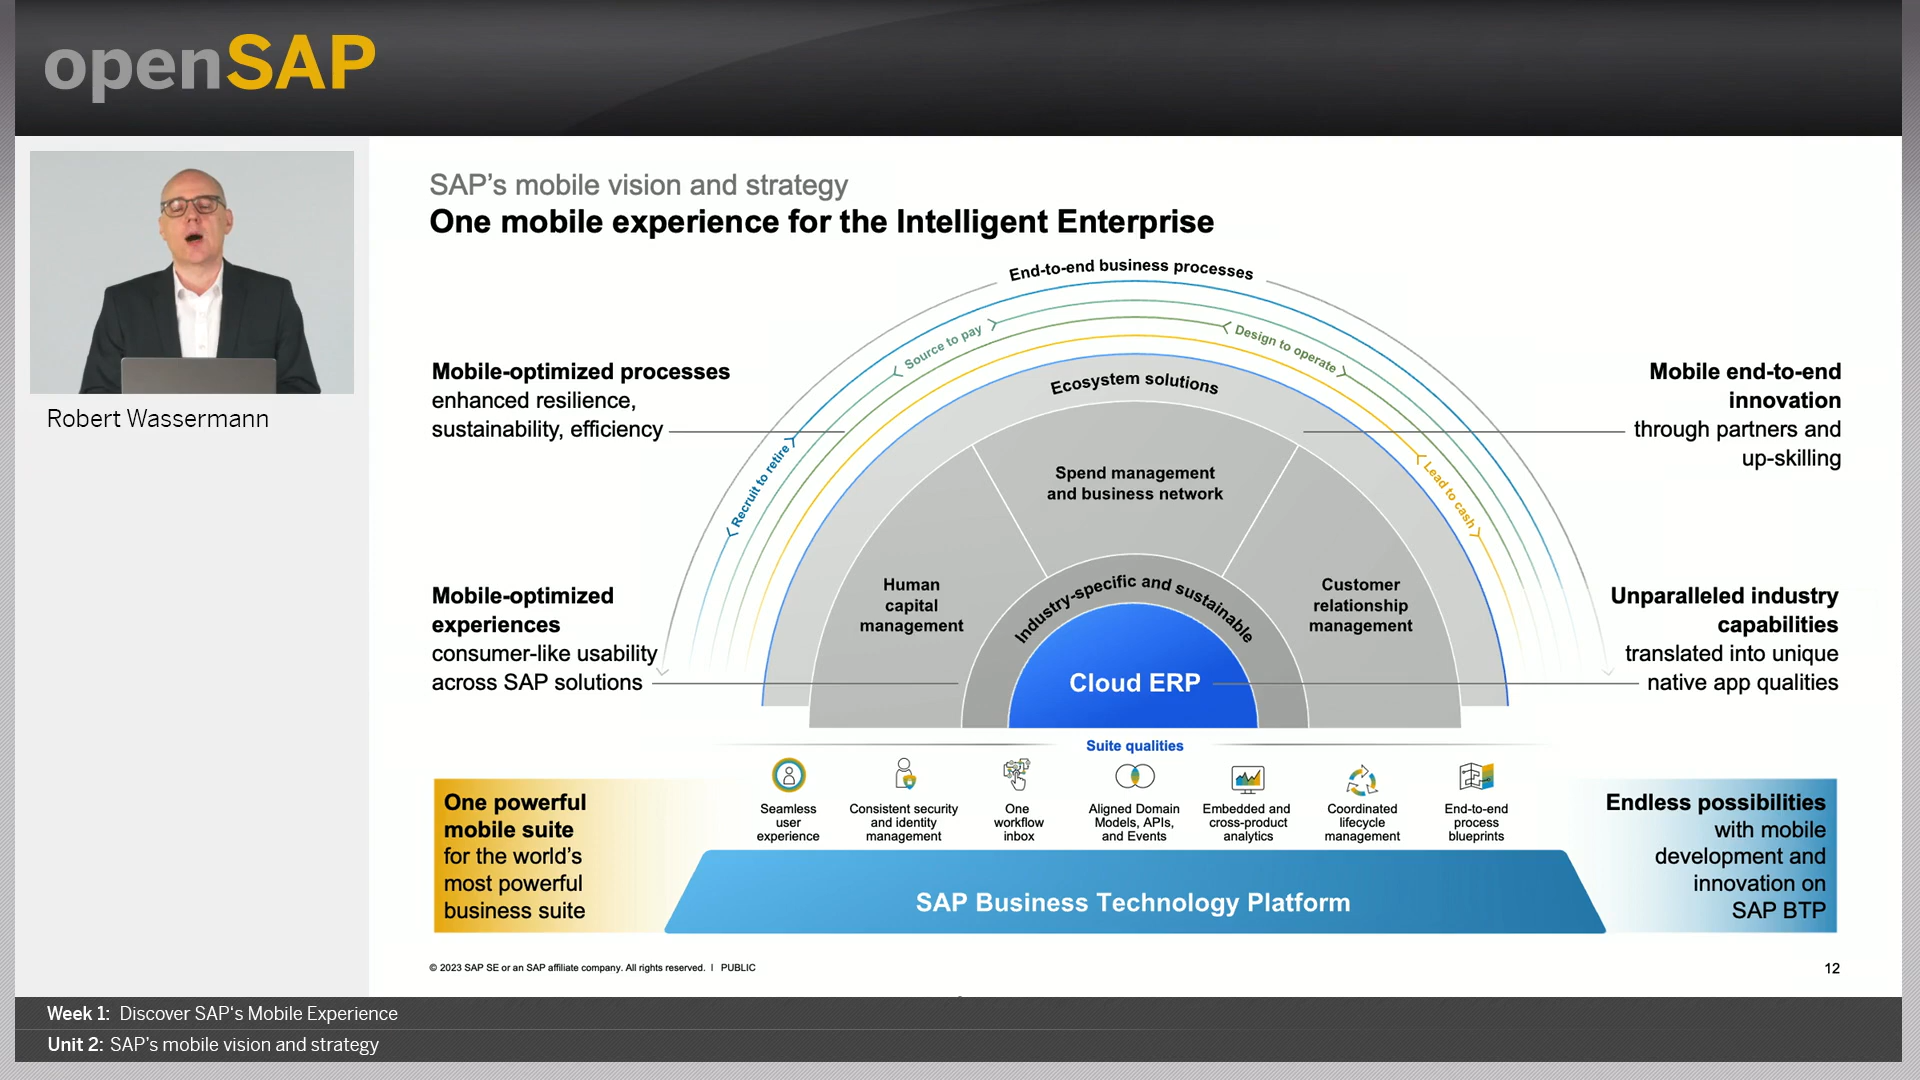 openSAP
Robert Wassermann
SAP’s mobile vision and strategy
One mobile experience for the Intelligent Enterprise
End-to-end business processes
Source to pay
Design to operate
Recruit to retire
Lead to cash
Ecosystem solutions
Mobile-optimized processes
enhanced resilience,
sustainability, efficiency
Mobile end-to-end
innovation
through partners and
up-skilling
Spend management
and business network
Human
capital
management
Industry-specific and sustainable
Customer
relationship
management
Mobile-optimized
experiences
consumer-like usability
across SAP solutions
Unparalleled industry
capabilities
translated into unique
native app qualities
Cloud ERP
Suite qualities
Seamless
user
experience
Consistent security
and identity
management
One
workflow
inbox
Aligned Domain
Models, APIs,
and Events
Embedded and
cross-product
analytics
Coordinated
lifecycle
management
End-to-end
process
blueprints
One powerful
mobile suite
for the world’s
most powerful
business suite
SAP Business Technology Platform
Endless possibilities
with mobile
development and
innovation on
SAP BTP
© 2023 SAP SE or an SAP affiliate company. All rights reserved. I PUBLIC
12
Week 1: Discover SAP‘s Mobile Experience
Unit 2: SAP’s mobile vision and strategy